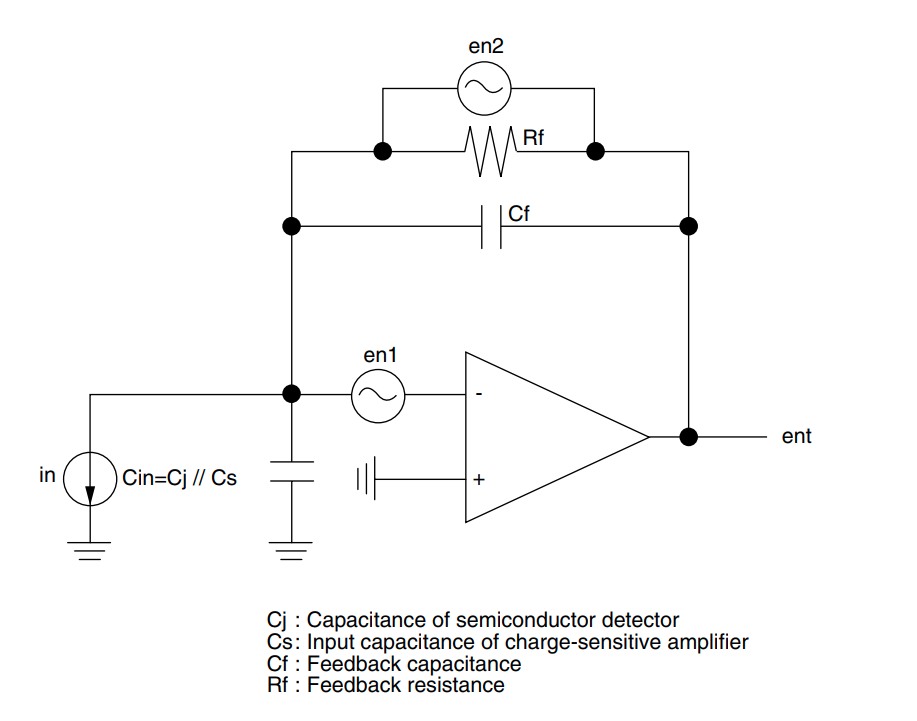 en2
Rf
Cf
en1
-
ent
in
Cin=Cj // Cs
+
Cj : Capacitance of semiconductor detector
Cs: Input capacitance of charge-sensitive amplifier
Cf : Feedback capacitance
Rf : Feedback resistance